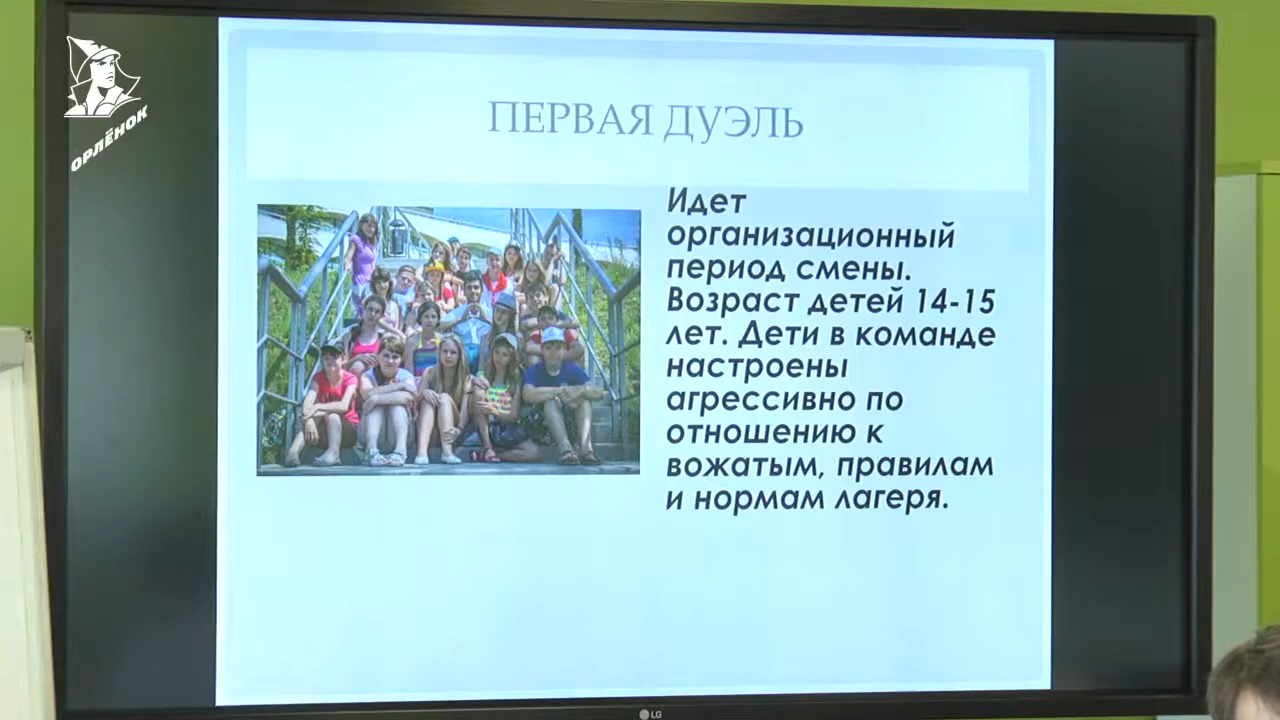 ОРЛЁНОК
ПЕРВАЯ ДУЭЛЬ
Идет
организационный
период смены.
Возраст детей 14-15
лет. Дети в команде
настроены
агрессивно по
отношению к
вожатым, правилам
и нормам лагеря.
LG